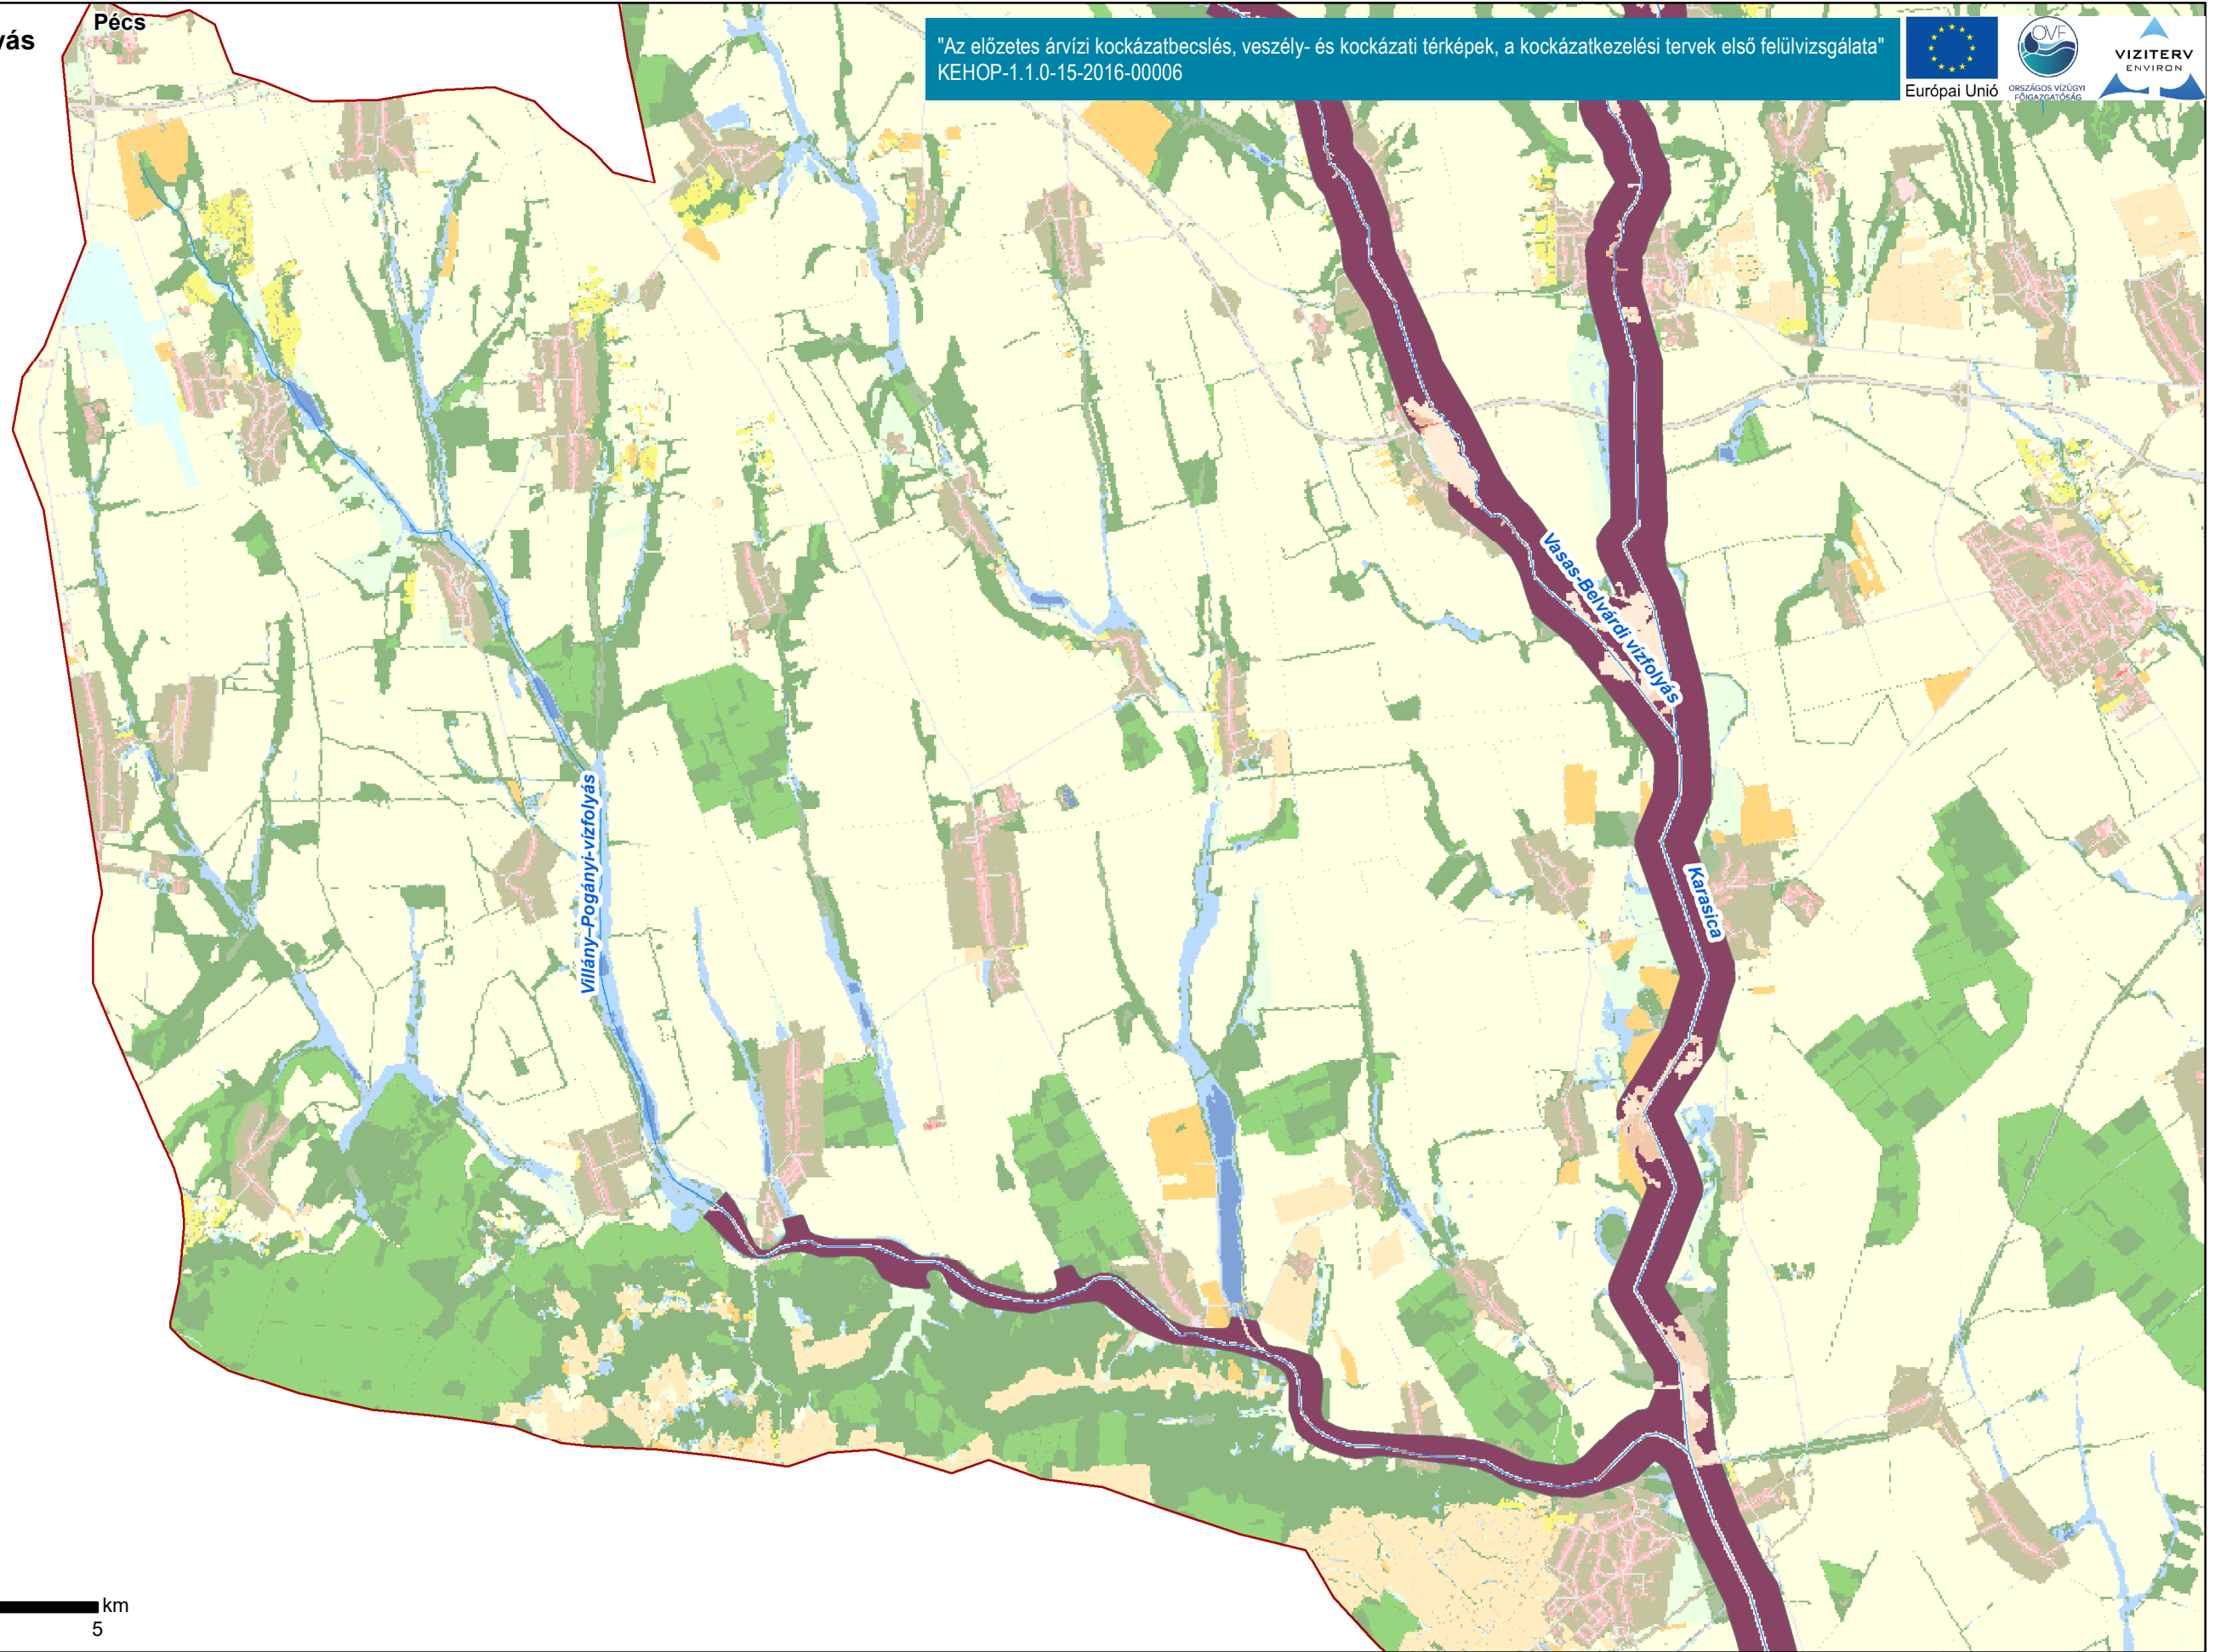 Pécs
yás
"Az előzetes árvízi kockázatbecslés, veszély- és kockázati térképek, a kockázatkezelési tervek első felülvizsgálata"
KEHOP-1.1.0-15-2016-00006
Európai Unió
OVF
ORSZÁGOS VÍZÜGYI
FŐIGAZGATÓSÁG
VIZITERV
ENVIRON
Vasas-Belvárdi vízfolyás
Villány–Pogányi-vízfolyás
Karasica
km
5